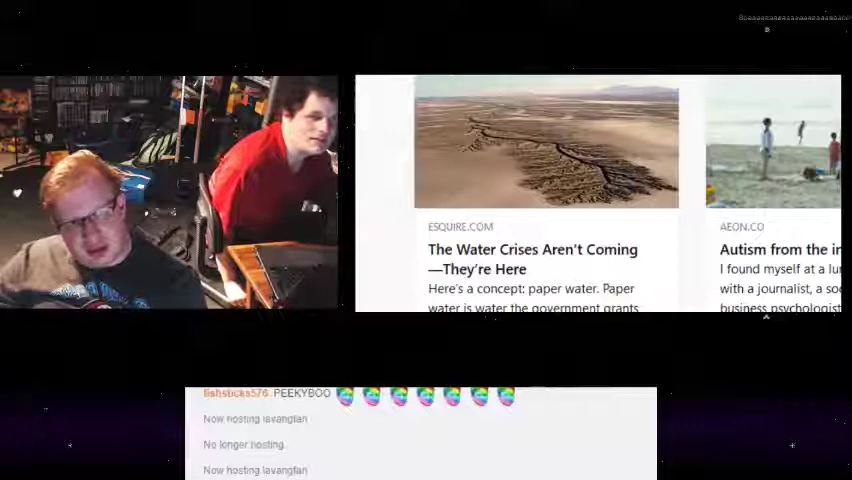 ESQUIRE.COM
The Water Crises Aren't Coming
—They're Here
Here's a concept: paper water. Paper
water is water the government grants
AEON.CO
Autism from the in
I found myself at a lun
with a journalist, a soc
business psychologist
fishsticks576: PEEKYBOO
Now hosting lavangfan
No longer hosting.
Now hosting lavangfan